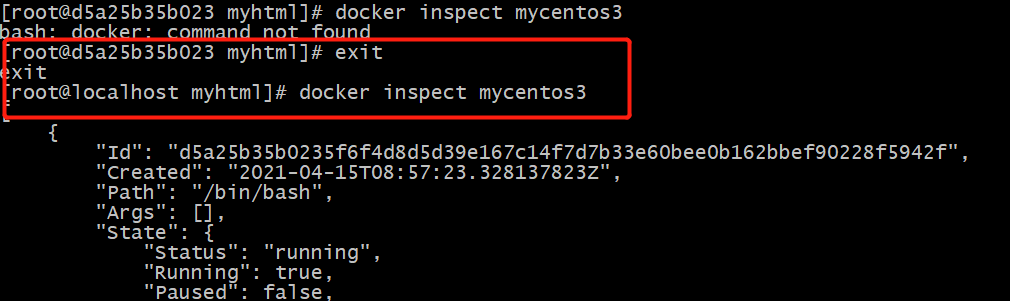 [root@d5a25b35b023 myhtml]# docker inspect mycentos3
bash: docker: command not found
[root@d5a25b35b023 myhtml]# exit
exit
[root@localhost myhtml]# docker inspect mycentos3
[
    {
        "Id": "d5a25b35b0235f6f4d8d5d39e167c14f7d7b33e60bee0b162bbef90228f5942f",
        "Created": "2021-04-15T08:57:23.328137823Z",
        "Path": "/bin/bash",
        "Args": [],
        "State": {
            "Status": "running",
            "Running": true,
            "Paused": false,